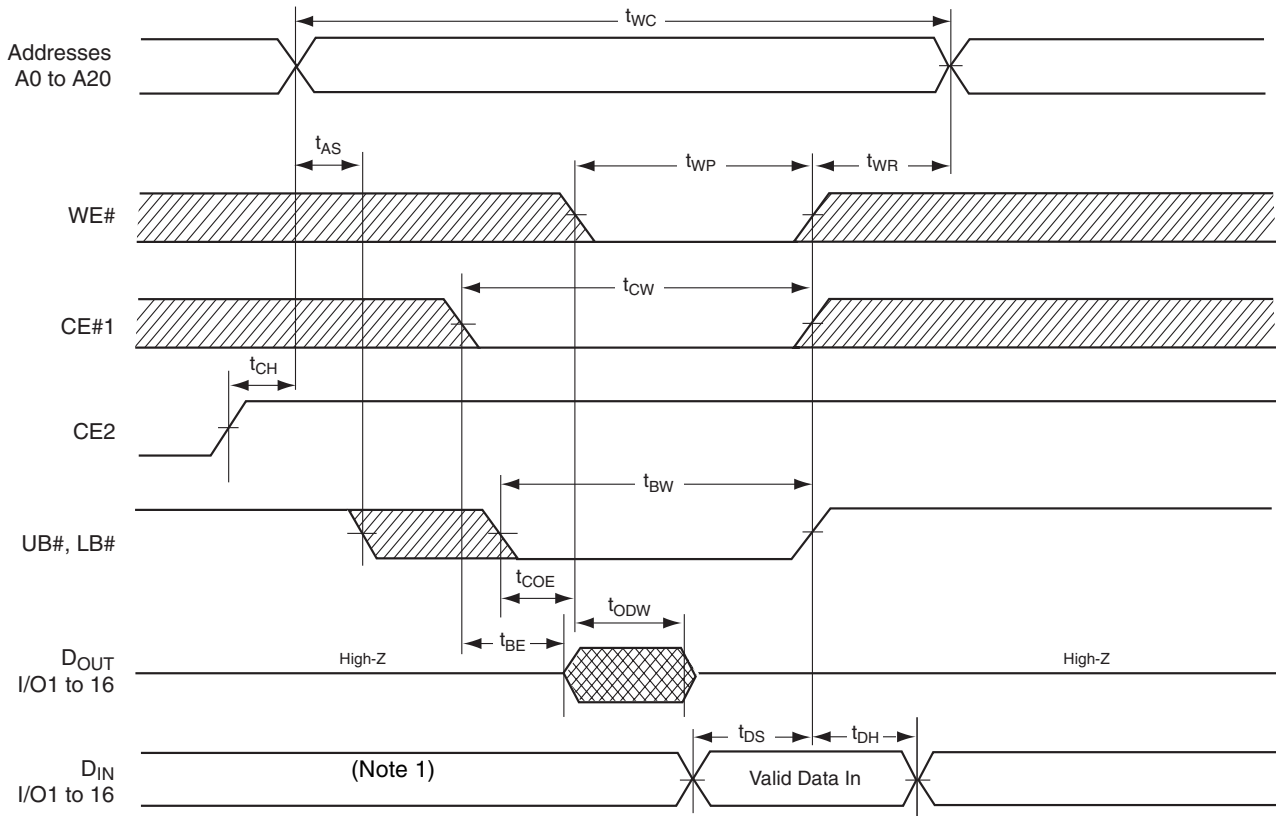 tWC
Addresses
A0 to A20
tAS
tWP
tWR
WE#
tCW
CE#1
tCH
CE2
tBW
UB#, LB#
tCOE
tODW
tBE
DOUT
I/O1 to 16
High-Z
High-Z
tDS
tDH
DIN
I/O1 to 16
(Note 1)
Valid Data In